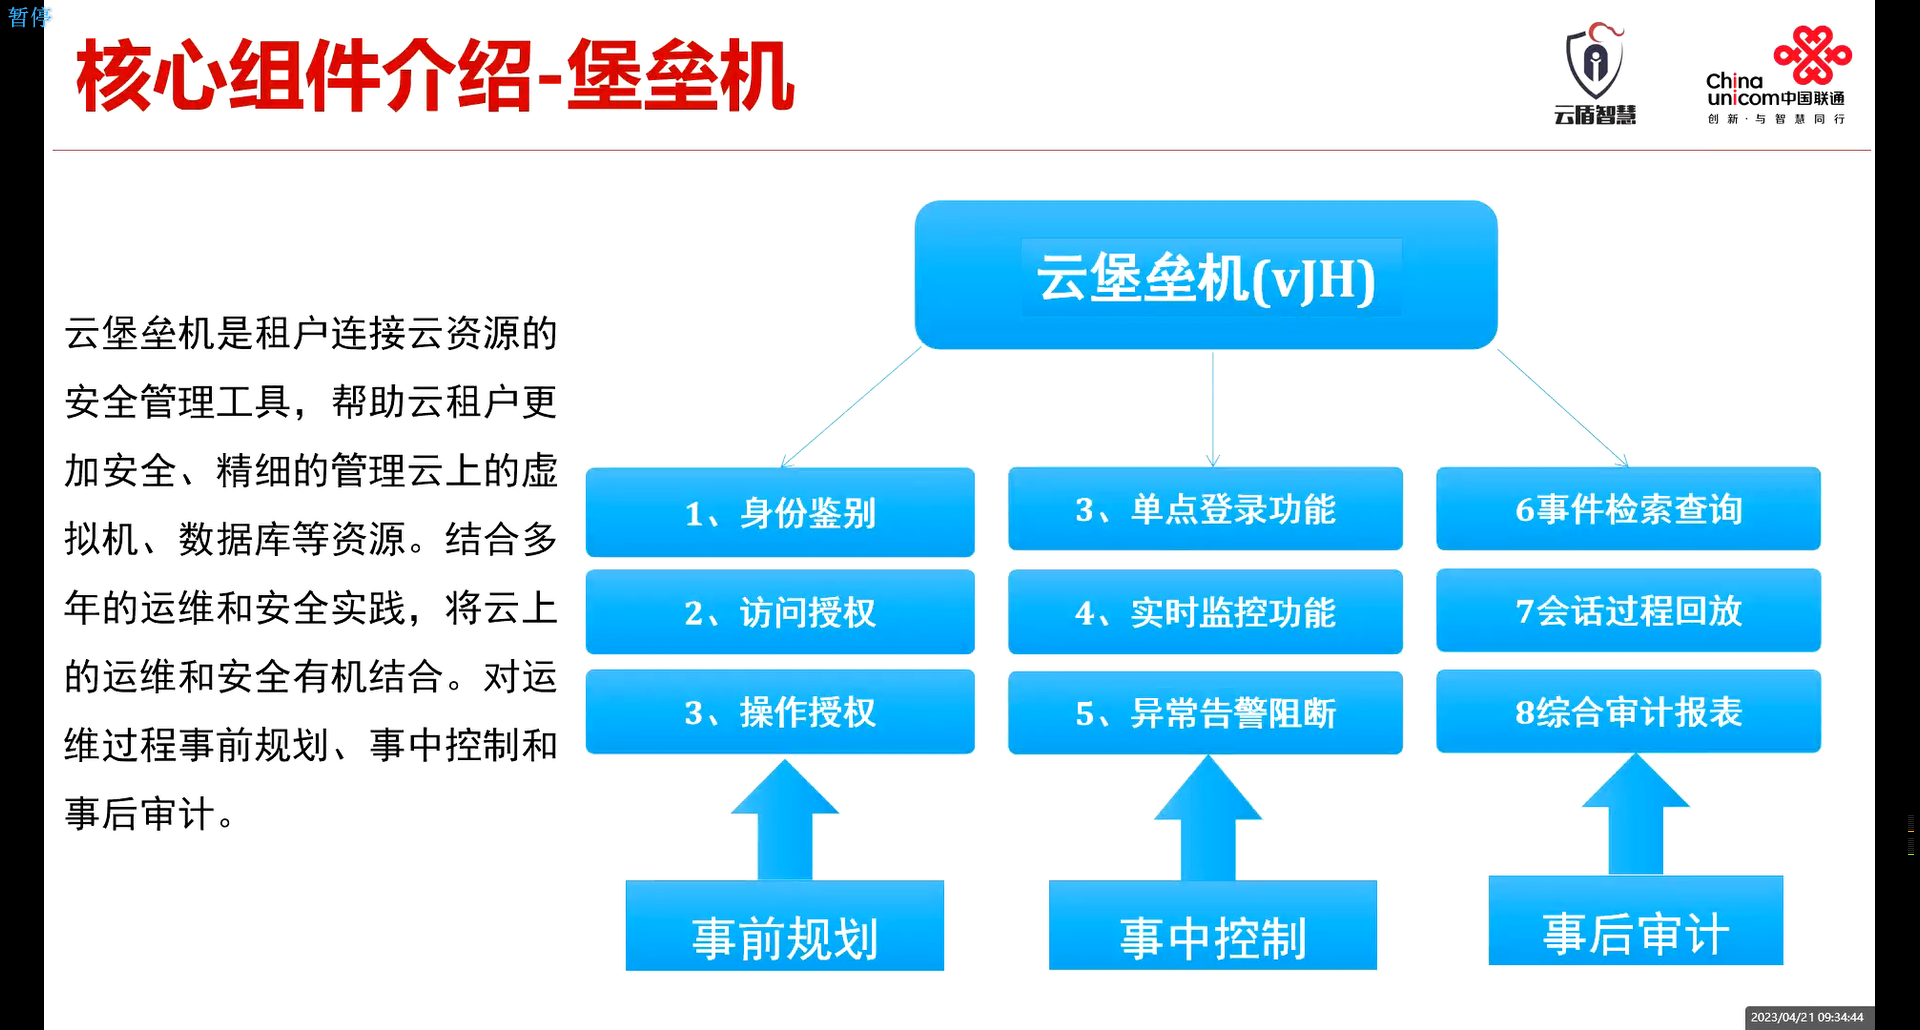 暂停
核心组件介绍-堡垒机
云盾智慧
China
unicom中国联通
创新·与智慧同行
云堡垒机是租户连接云资源的
安全管理工具，帮助云租户更
加安全、精细的管理云上的虚
拟机、数据库等资源。结合多
年的运维和安全实践，将云上
的运维和安全有机结合。对运
维过程事前规划、事中控制和
事后审计。
云堡垒机(vJH)
1、身份鉴别
2、访问授权
3、操作授权
事前规划
3、单点登录功能
4、实时监控功能
5、异常告警阻断
事中控制
6事件检索查询
7会话过程回放
8综合审计报表
事后审计
2023/04/21 09:34:44